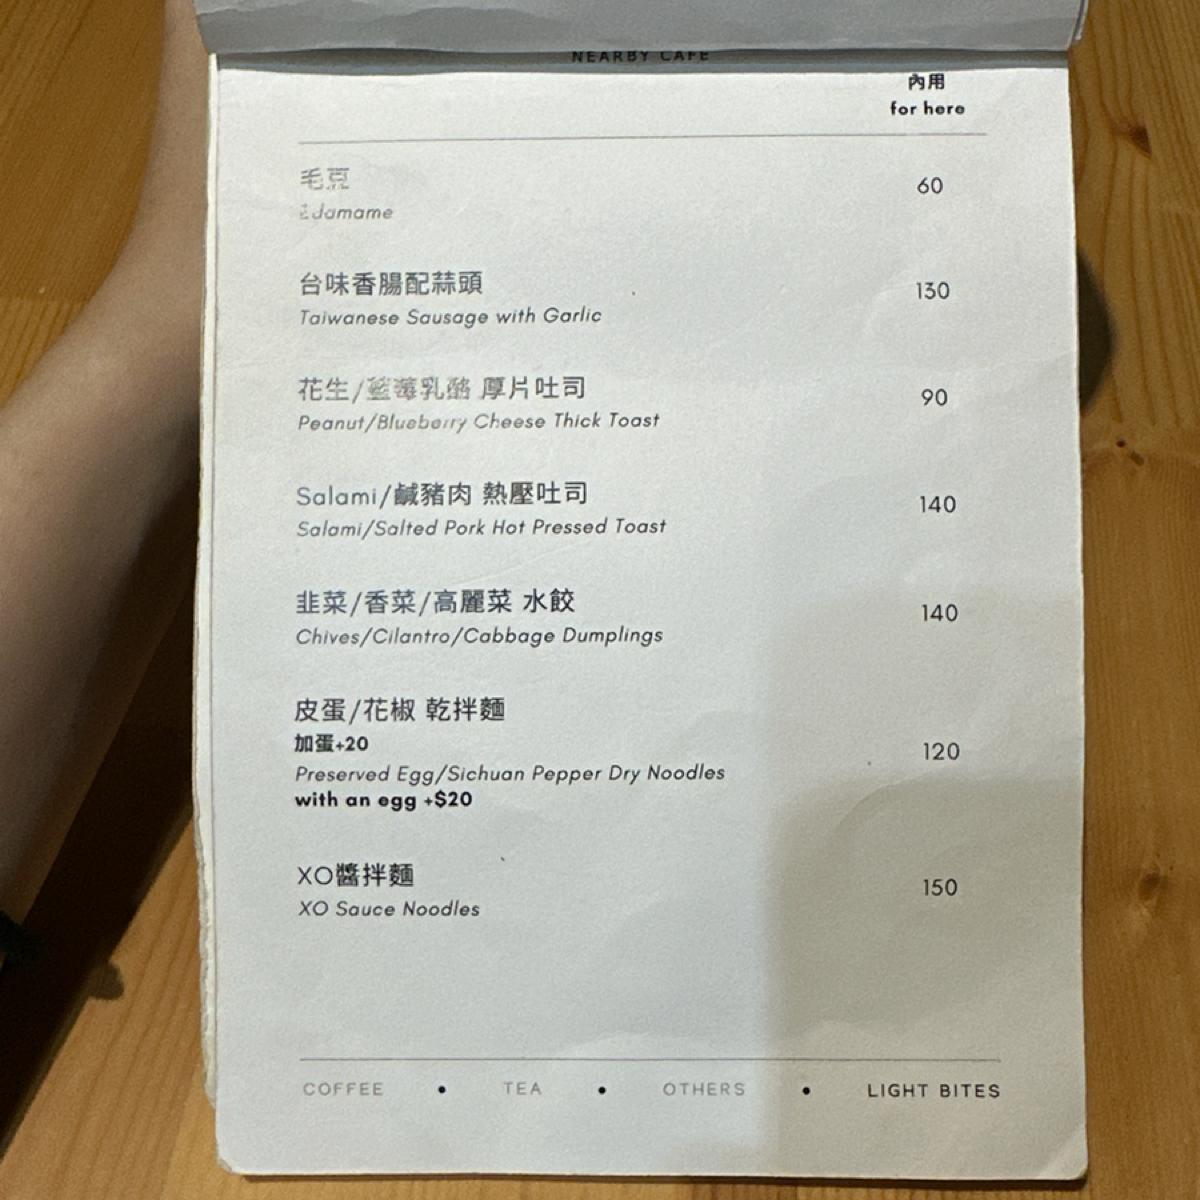 NEARBY CAFE
內用
for here
毛豆
60
Edamame
台味香腸配蒜頭
130
Taiwanese Sausage with Garlic
花生/藍莓乳酪 厚片吐司
90
Peanut/Blueberry Cheese Thick Toast
Salami/鹹豬肉 熱壓吐司
140
Salami/Salted Pork Hot Pressed Toast
韭菜/香菜/高麗菜 水餃
140
Chives/Cilantro/Cabbage Dumplings
皮蛋/花椒 乾拌麵
加蛋+20
120
Preserved Egg/Sichuan Pepper Dry Noodles
with an egg +$20
XO醬拌麵
150
XO Sauce Noodles
COFFEE • TEA • OTHERS • LIGHT BITES